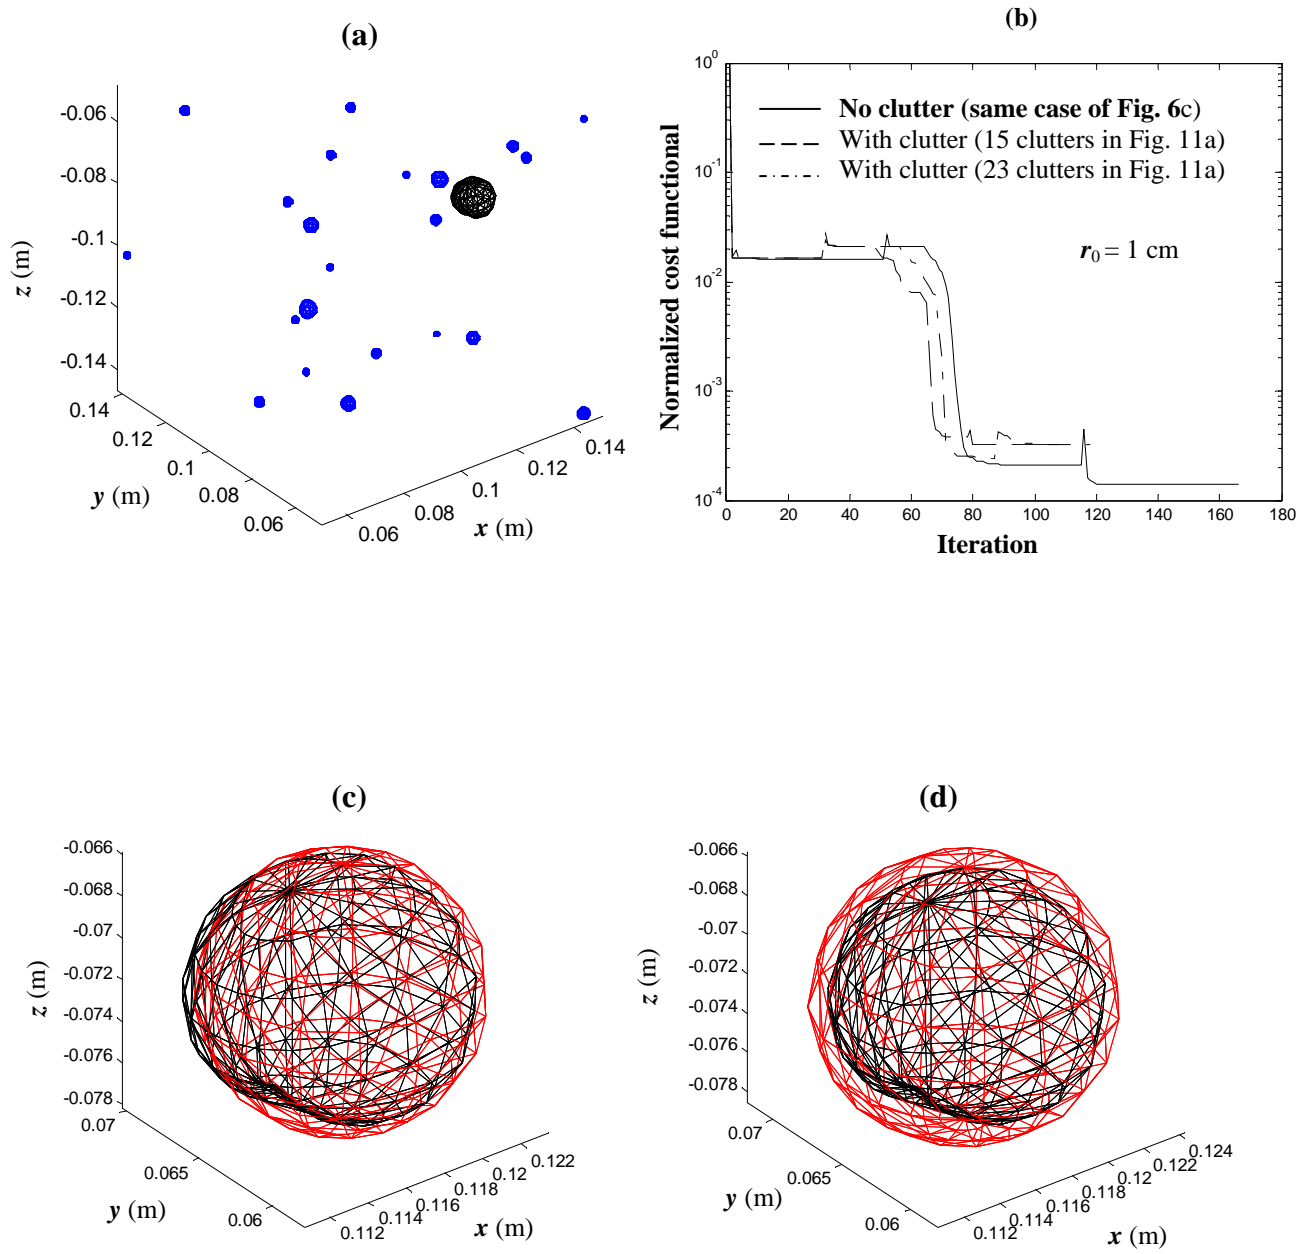 (a)
-0.06
-0.08
-0.1
-0.12
-0.14
z (m)
0.14
0.12
0.1
0.08
0.06
y (m)
0.06
0.08
0.1
0.12
0.14
x (m)
(b)
10^0
10^-1
10^-2
10^-3
10^-4
Normalized cost functional
No clutter (same case of Fig. 6c)
With clutter (15 clutters in Fig. 11a)
With clutter (23 clutters in Fig. 11a)
r0 = 1 cm
0 20 40 60 80 100 120 140 160 180
Iteration
(c)
-0.066
-0.068
-0.07
-0.072
-0.074
-0.076
-0.078
z (m)
0.07
0.065
0.06
y (m)
0.112
0.114
0.116
0.118
0.12
0.122
x (m)
(d)
-0.066
-0.068
-0.07
-0.072
-0.074
-0.076
-0.078
z (m)
0.07
0.065
0.06
y (m)
0.112
0.114
0.116
0.118
0.12
0.122
0.124
x (m)